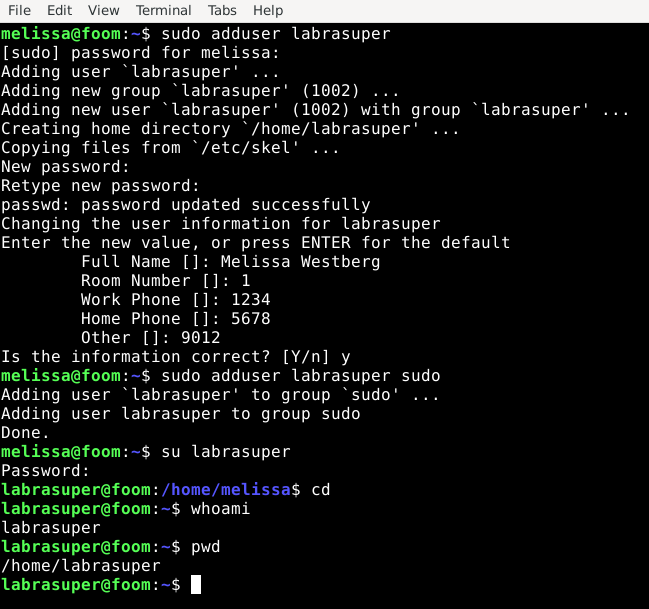 File Edit View Terminal Tabs Help
melissa@foom:~$ sudo adduser labrasuper
[sudo] password for melissa:
Adding user `labrasuper' ...
Adding new group `labrasuper' (1002) ...
Adding new user `labrasuper' (1002) with group `labrasuper' ...
Creating home directory `/home/labrasuper' ...
Copying files from `/etc/skel' ...
New password:
Retype new password:
passwd: password updated successfully
Changing the user information for labrasuper
Enter the new value, or press ENTER for the default
        Full Name []: Melissa Westberg
        Room Number []: 1
        Work Phone []: 1234
        Home Phone []: 5678
        Other []: 9012
Is the information correct? [Y/n] y
melissa@foom:~$ sudo adduser labrasuper sudo
Adding user `labrasuper' to group `sudo' ...
Adding user labrasuper to group sudo
Done.
melissa@foom:~$ su labrasuper
Password:
labrasuper@foom:/home/melissa$ cd
labrasuper@foom:~$ whoami
labrasuper
labrasuper@foom:~$ pwd
/home/labrasuper
labrasuper@foom:~$